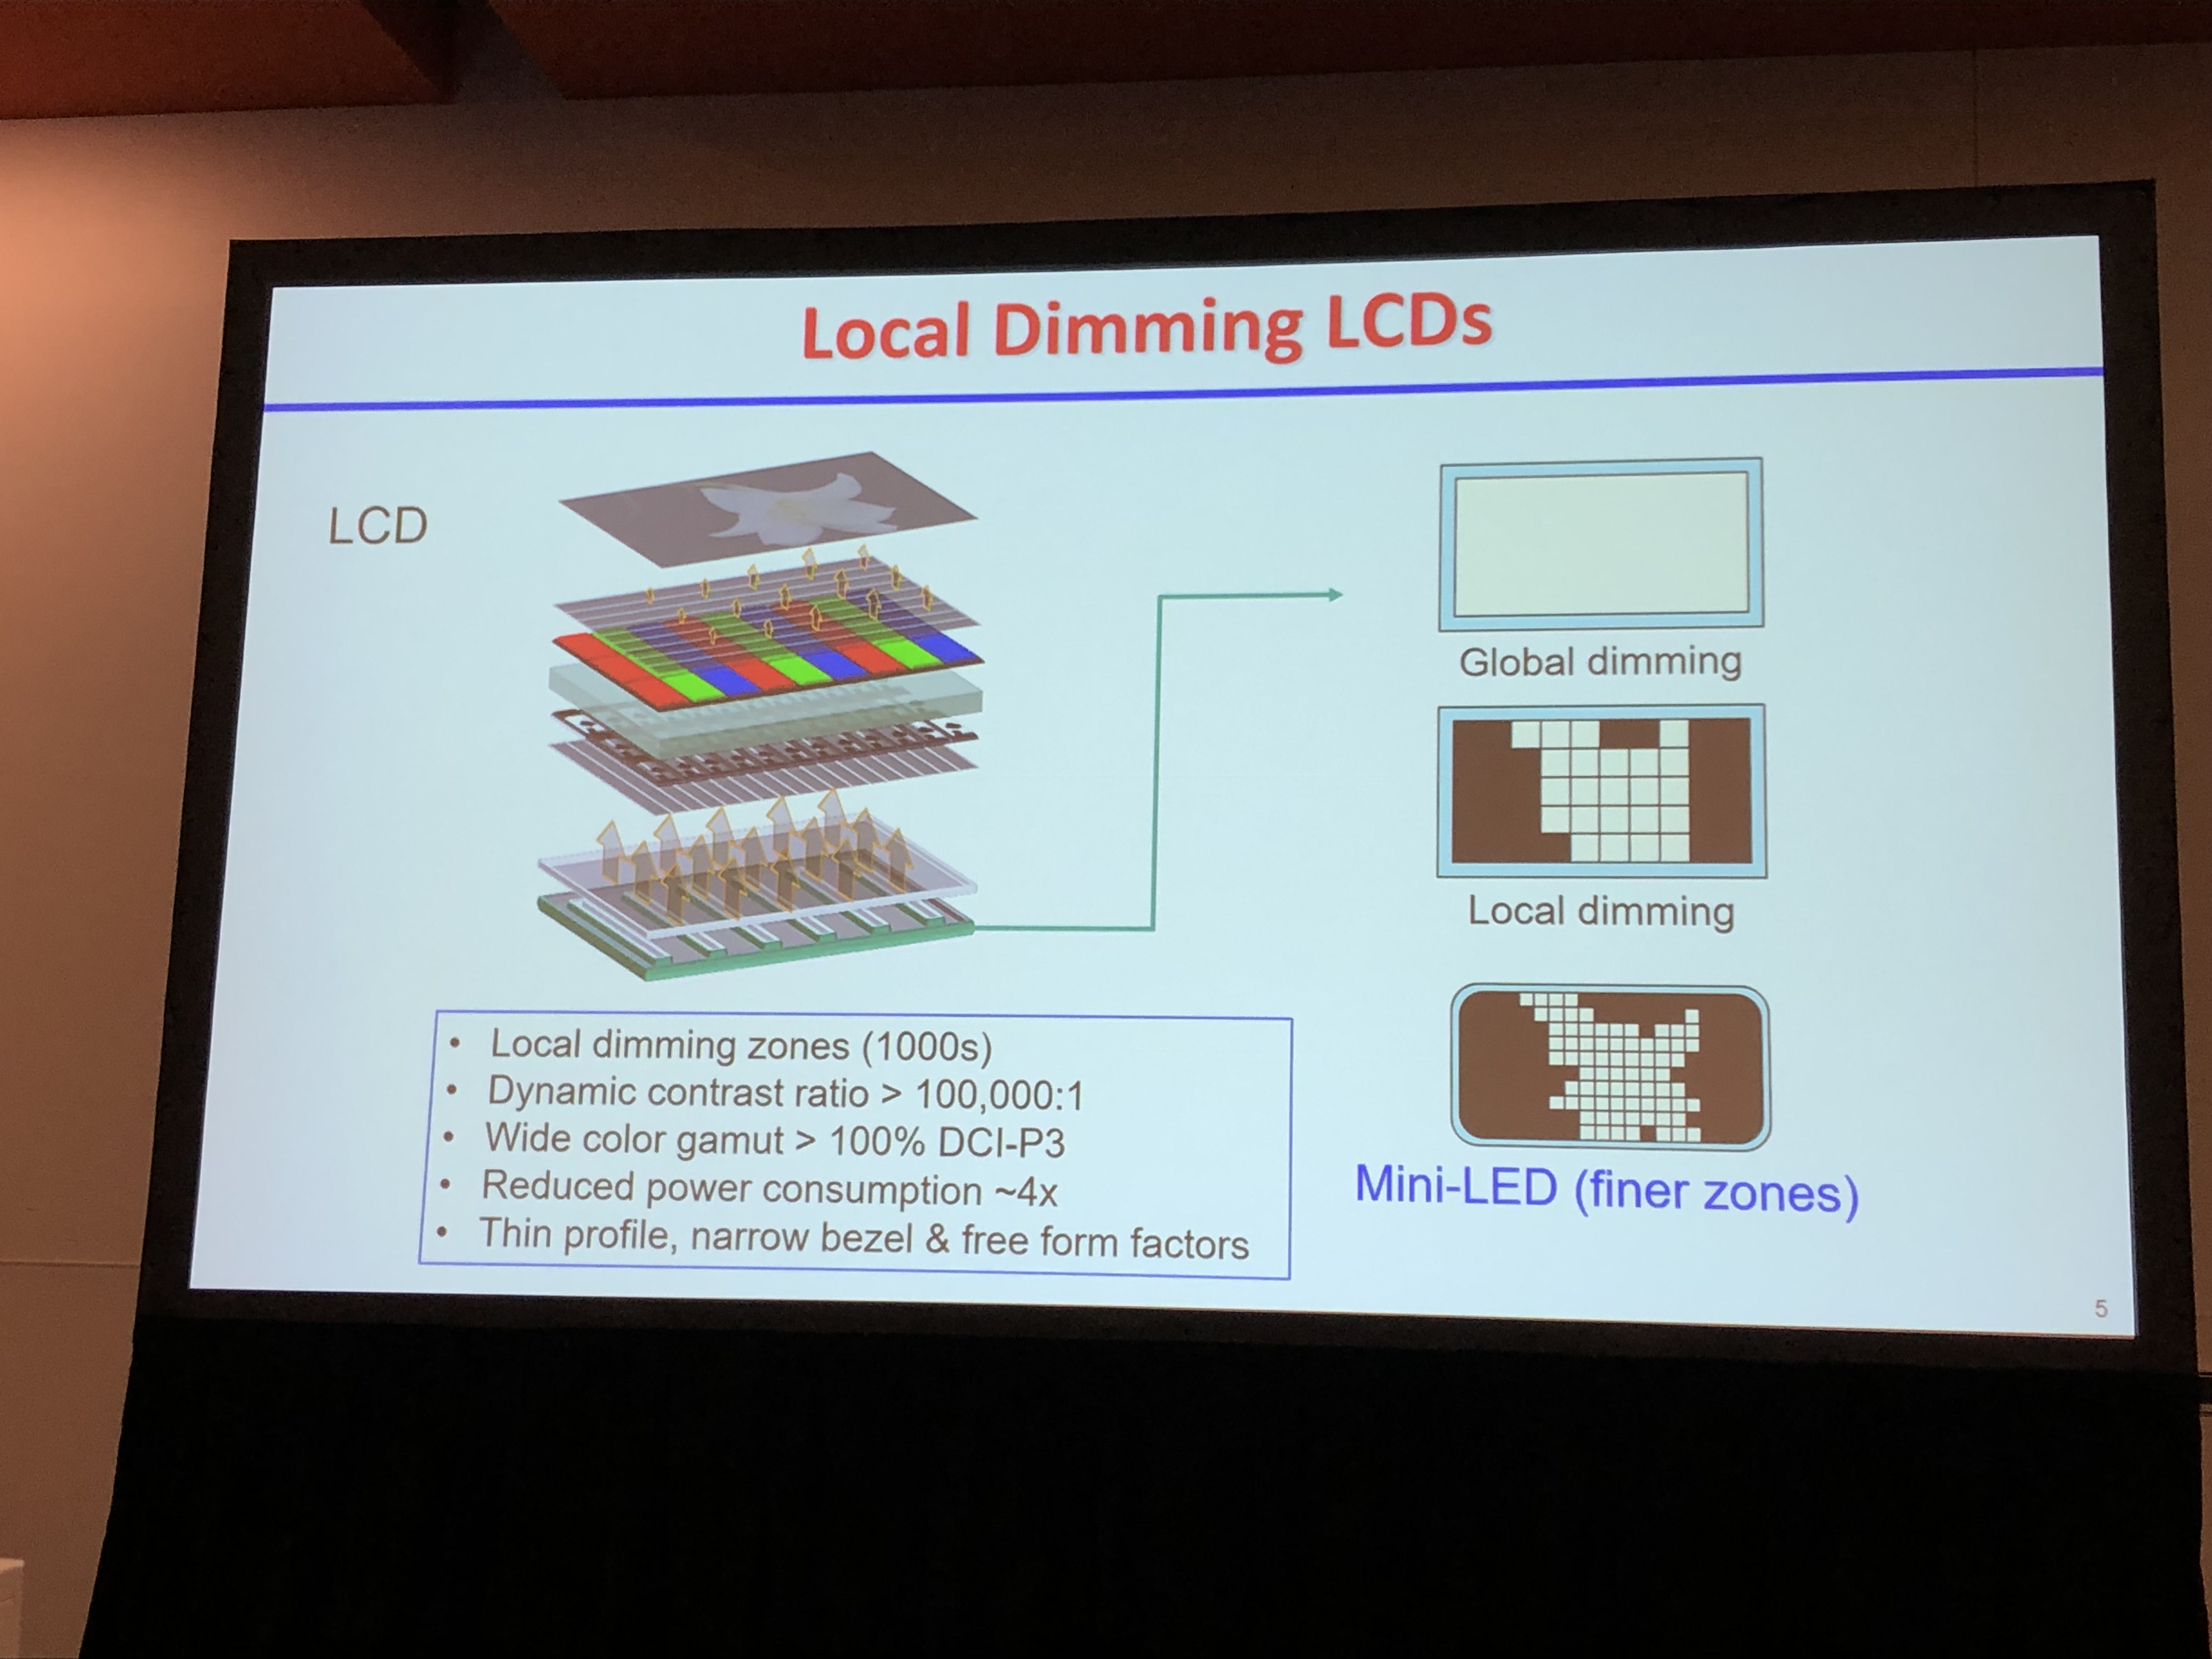 Local Dimming LCDs
LCD
Global dimming
Local dimming
Mini-LED (finer zones)
• Local dimming zones (1000s)
• Dynamic contrast ratio > 100,000:1
• Wide color gamut > 100% DCI-P3
• Reduced power consumption ~4x
• Thin profile, narrow bezel & free form factors
5